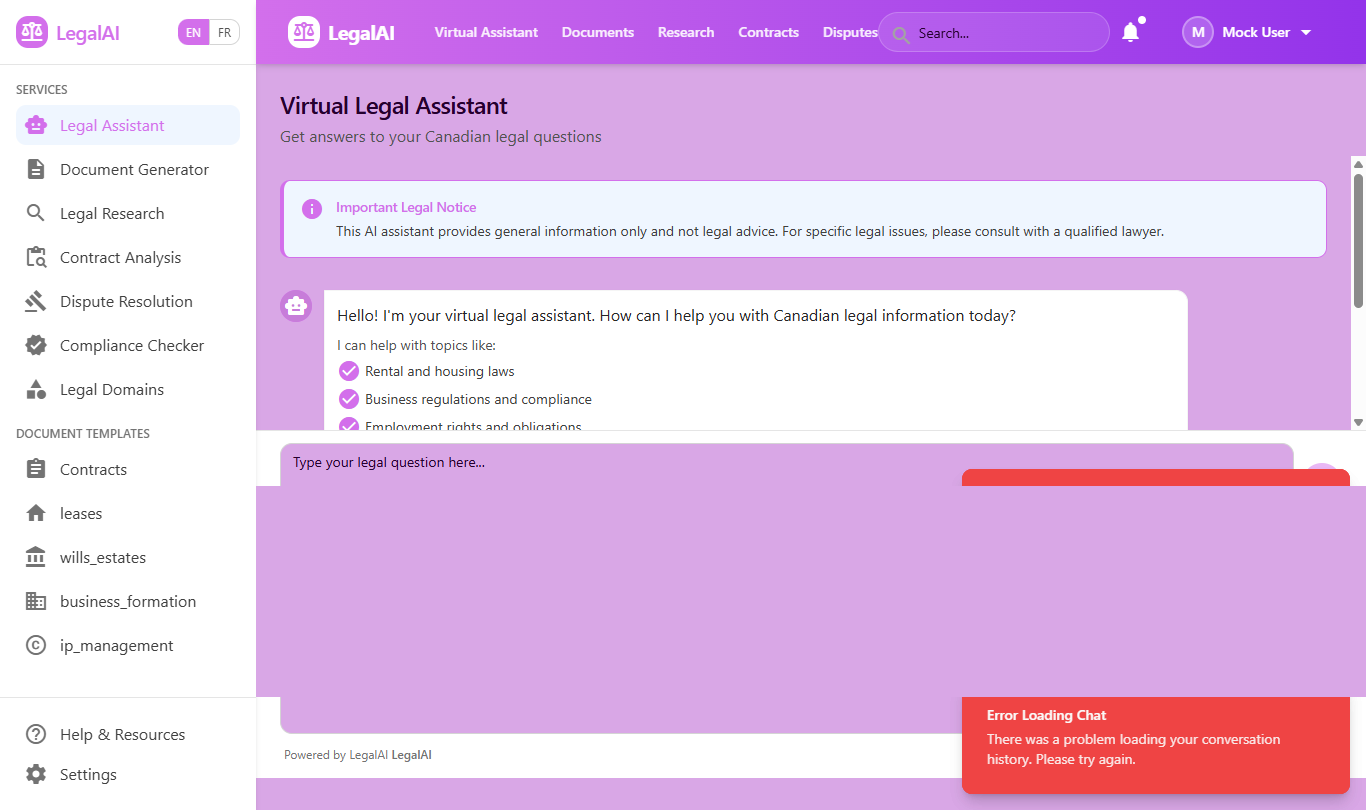 LegalAI
EN FR
LegalAI
Virtual Assistant
Documents
Research
Contracts
Disputes
Search...
M
Mock User
SERVICES
Legal Assistant
Document Generator
Legal Research
Contract Analysis
Dispute Resolution
Compliance Checker
Legal Domains
DOCUMENT TEMPLATES
Contracts
leases
wills_estates
business_formation
ip_management
Help & Resources
Settings
Virtual Legal Assistant
Get answers to your Canadian legal questions
Important Legal Notice
This AI assistant provides general information only and not legal advice. For specific legal issues, please consult with a qualified lawyer.
Hello! I'm your virtual legal assistant. How can I help you with Canadian legal information today?
I can help with topics like:
Rental and housing laws
Business regulations and compliance
Employment rights and obligations
Type your legal question here...
Powered by LegalAI LegalAI
Error Loading Chat
There was a problem loading your conversation
history. Please try again.